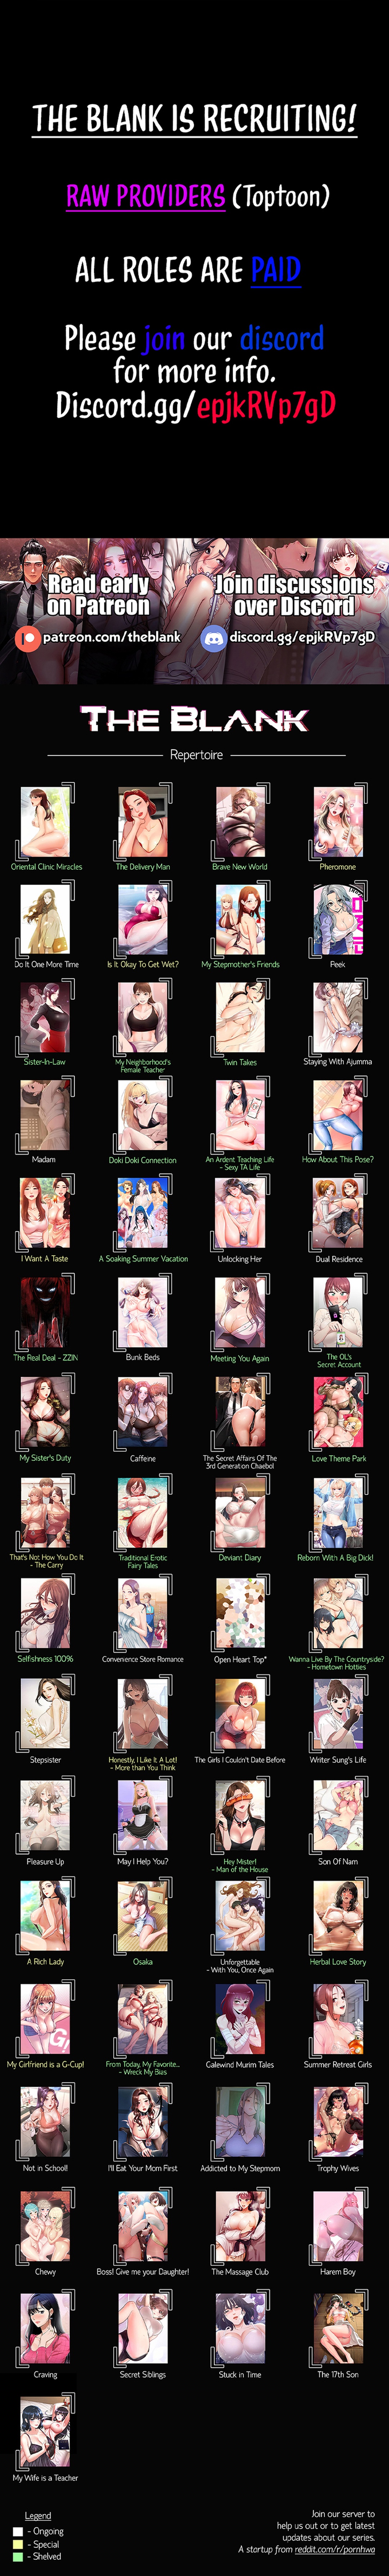 THE BLANK IS RECRUITING!
RAW PROVIDERS (Toptoon)
ALL ROLES ARE PAID
Please join our discord
for more info.
Discord.gg/epjkRVp7gD
Read early
on Patreon
patreon.com/theblank
Join discussions
over Discord
discord.gg/epjkRVp7gD
THE BLANK
Repertoire
Oriental Clinic Miracles
The Delivery Man
Brave New World
Pheromone
Do It One More Time
Is It Okay To Get Wet?
My Stepmother's Friends
Peek
Sister-In-Law
My Neighborhood's
Female Teacher
Twin Takes
Staying With Ajumma
Madam
Doki Doki Connection
An Ardent Teaching Life
- Sexy TA Life
How About This Pose?
I Want A Taste
A Soaking Summer Vacation
Unlocking Her
Dual Residence
The Real Deal - ZZIN
Bunk Beds
Meeting You Again
The OL's
Secret Account
My Sister's Duty
Caffeine
The Secret Affairs Of The
3rd Generation Chaebol
Love Theme Park
That's Not How You Do It
- The Carry
Traditional Erotic
Fairy Tales
Deviant Diary
Reborn With A Big Dick!
Selfishness 100%
Convenience Store Romance
Open Heart Top*
Wanna Live By The Countryside?
- Hometown Hotties
Stepsister
Honestly, I Like It A Lot!
- More than You Think
The Girls I Couldn't Date Before
Writer Sung's Life
Pleasure Up
May I Help You?
Hey Mister!
- Man of the House
Son Of Nam
A Rich Lady
Osaka
Unforgettable
- With You, Once Again
Herbal Love Story
G
My Girlfriend is a G-Cup!
From Today, My Favorite...
- Wreck My Bias
Galewind Murim Tales
Summer Retreat Girls
Not in School!
I'll Eat Your Mom First
Addicted to My Stepmom
Trophy Wives
Chewy
Boss! Give me your Daughter!
The Massage Club
Harem Boy
Craving
Secret Siblings
Stuck in Time
The 17th Son
My Wife is a Teacher
Legend
- Ongoing
- Special
- Shelved
Join our server to
help us out or to get latest
updates about our series.
A startup from reddit.com/r/pornhwa